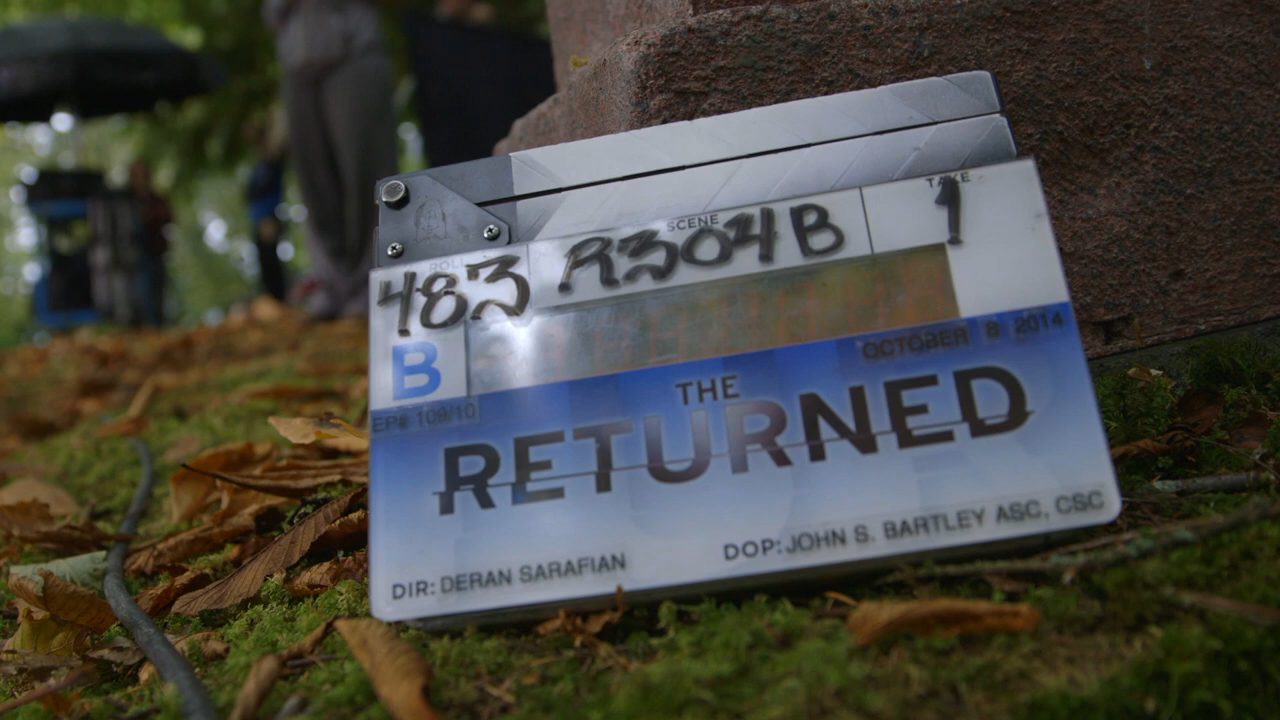 ROLL
SCENE
TAKE
483
R304B
1
B
EP# 109/10
OCTOBER 8 2014
THE
RETURNED
DIR: DERAN SARAFIAN
DOP: JOHN S. BARTLEY ASC, CSC